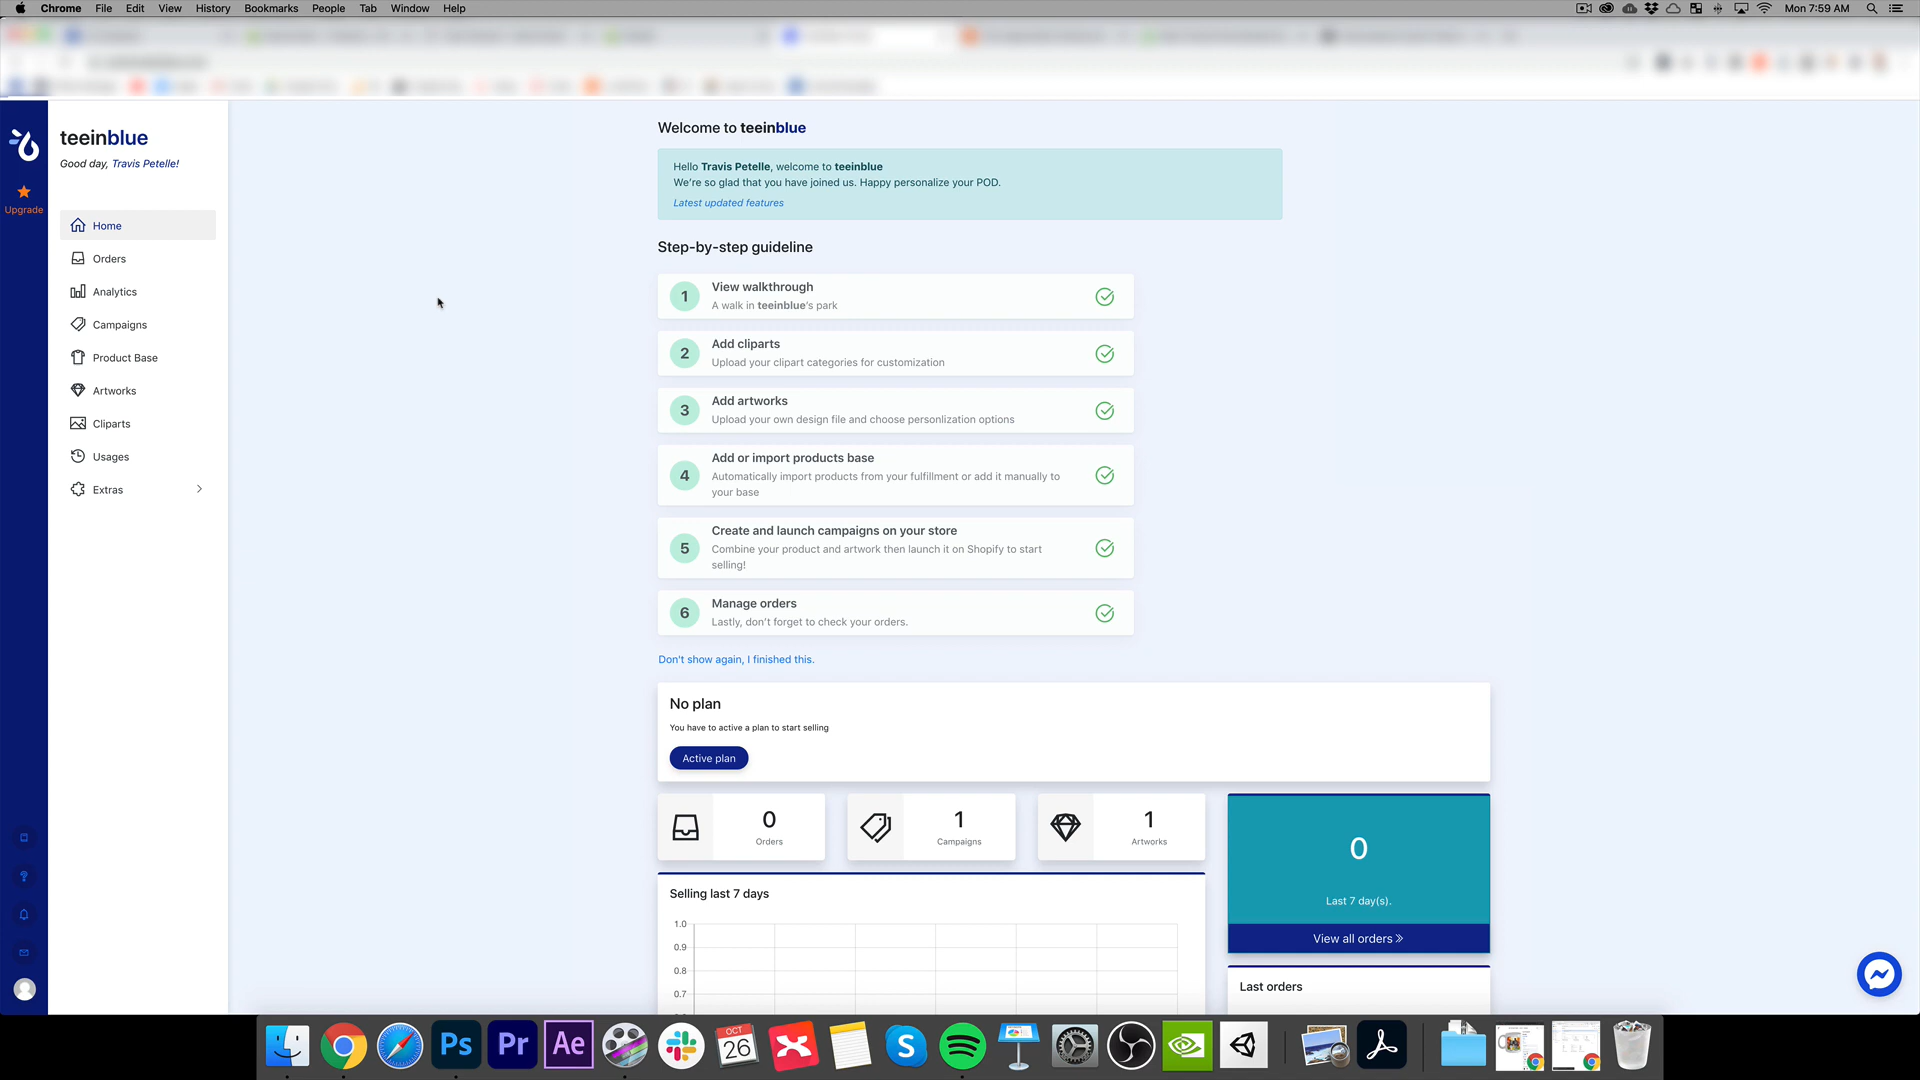 Chrome File Edit View History Bookmarks People Tab Window Help
Mon 7:59 AM
teeinblue
Good day, Travis Petelle!
Upgrade
Home
Orders
Analytics
Campaigns
Product Base
Artworks
Cliparts
Usages
Extras
Welcome to teeinblue
Hello Travis Petelle, welcome to teeinblue
We're so glad that you have joined us. Happy personalize your POD.
Latest updated features
Step-by-step guideline
1
View walkthrough
A walk in teeinblue's park
2
Add cliparts
Upload your clipart categories for customization
3
Add artworks
Upload your own design file and choose personlization options
4
Add or import products base
Automatically import products from your fulfillment or add it manually to
your base
5
Create and launch campaigns on your store
Combine your product and artwork then launch it on Shopify to start
selling!
6
Manage orders
Lastly, don't forget to check your orders.
Don't show again, I finished this.
No plan
You have to active a plan to start selling
Active plan
0
Orders
1
Campaigns
1
Artworks
0
Last 7 day(s).
View all orders
Selling last 7 days
1.0
0.9
0.8
0.7
Last orders
Ps
Pr
Ae
OCT
26